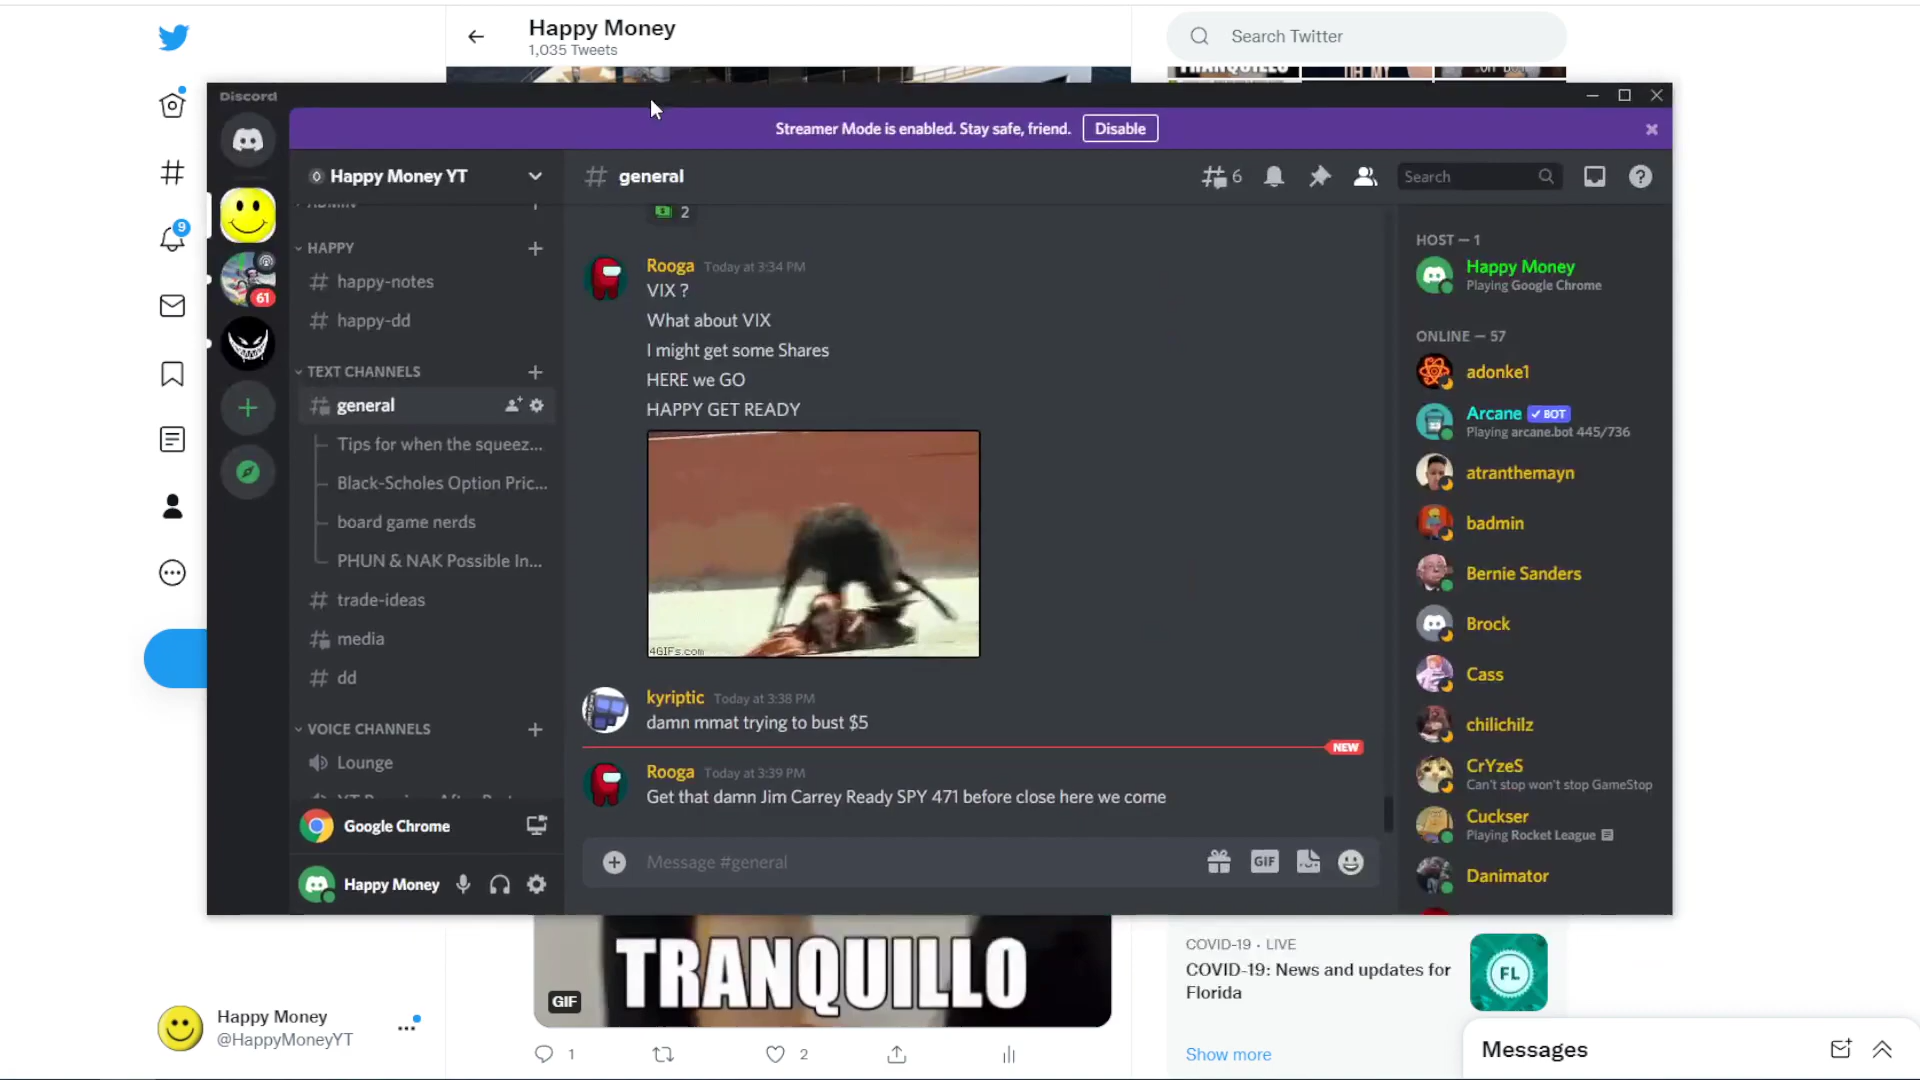 Happy Money
1,035 Tweets
Search Twitter
Discord
Streamer Mode is enabled. Stay safe, friend.
Disable
Happy Money YT
general
6
Search
ADMIN
HAPPY
happy-notes
happy-dd
TEXT CHANNELS
general
Tips for when the squeez...
Black-Scholes Option Pric...
board game nerds
PHUN & NAK Possible In...
trade-ideas
media
dd
VOICE CHANNELS
Lounge
Google Chrome
Happy Money
9
61
2
Rooga Today at 3:34 PM
VIX ?
What about VIX
I might get some Shares
HERE we GO
HAPPY GET READY
4GIFs.com
kyriptic Today at 3:38 PM
damn mmat trying to bust $5
NEW
Rooga Today at 3:39 PM
Get that damn Jim Carrey Ready SPY 471 before close here we come
Message #general
GIF
HOST — 1
Happy Money
Playing Google Chrome
ONLINE — 57
adonke1
Arcane BOT
Playing arcane.bot 445/736
atranthemayn
badmin
Bernie Sanders
Brock
Cass
chilichilz
CrYzeS
Can't stop won't stop GameStop
Cuckser
Playing Rocket League
Danimator
TRANQUILLO
GIF
1
2
Happy Money
@HappyMoneyYT
COVID-19 · LIVE
COVID-19: News and updates for
Florida
FL
Show more
Messages